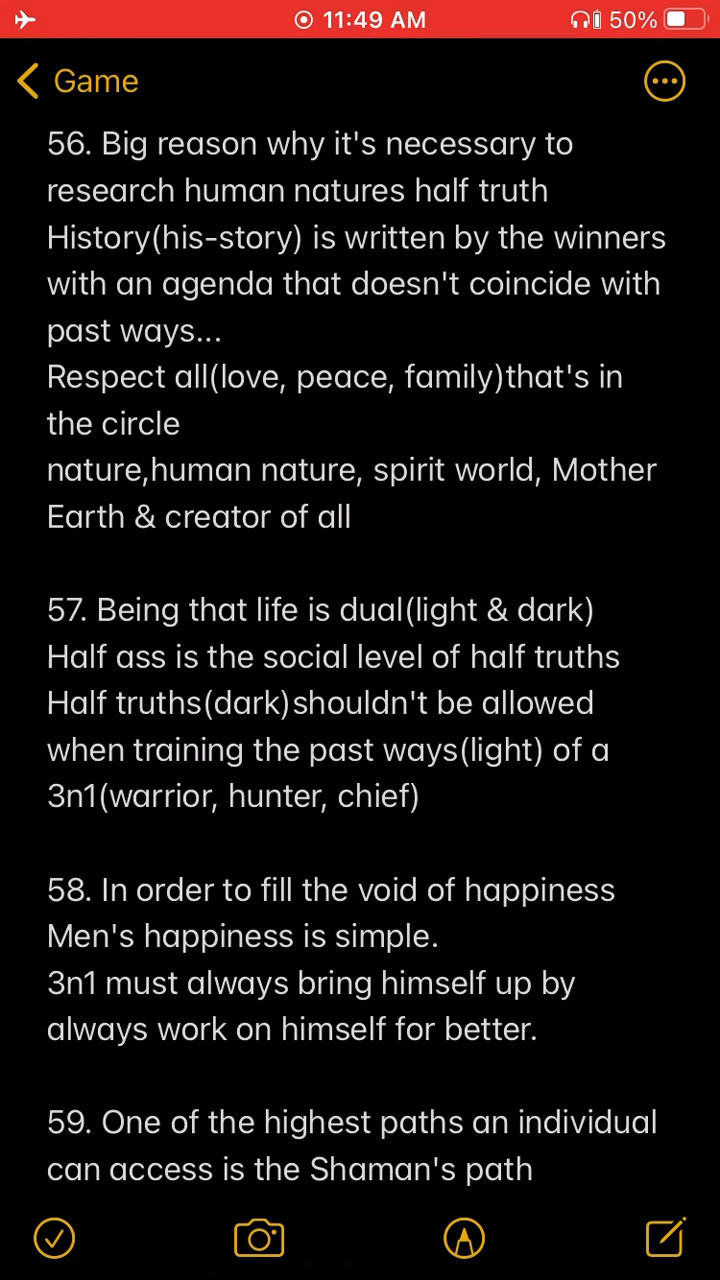 11:49 AM
50%
Game
56. Big reason why it's necessary to
research human natures half truth
History(his-story) is written by the winners
with an agenda that doesn't coincide with
past ways...
Respect all(love, peace, family)that's in
the circle
nature,human nature, spirit world, Mother
Earth & creator of all
57. Being that life is dual(light & dark)
Half ass is the social level of half truths
Half truths(dark)shouldn't be allowed
when training the past ways(light) of a
3n1(warrior, hunter, chief)
58. In order to fill the void of happiness
Men's happiness is simple.
3n1 must always bring himself up by
always work on himself for better.
59. One of the highest paths an individual
can access is the Shaman's path